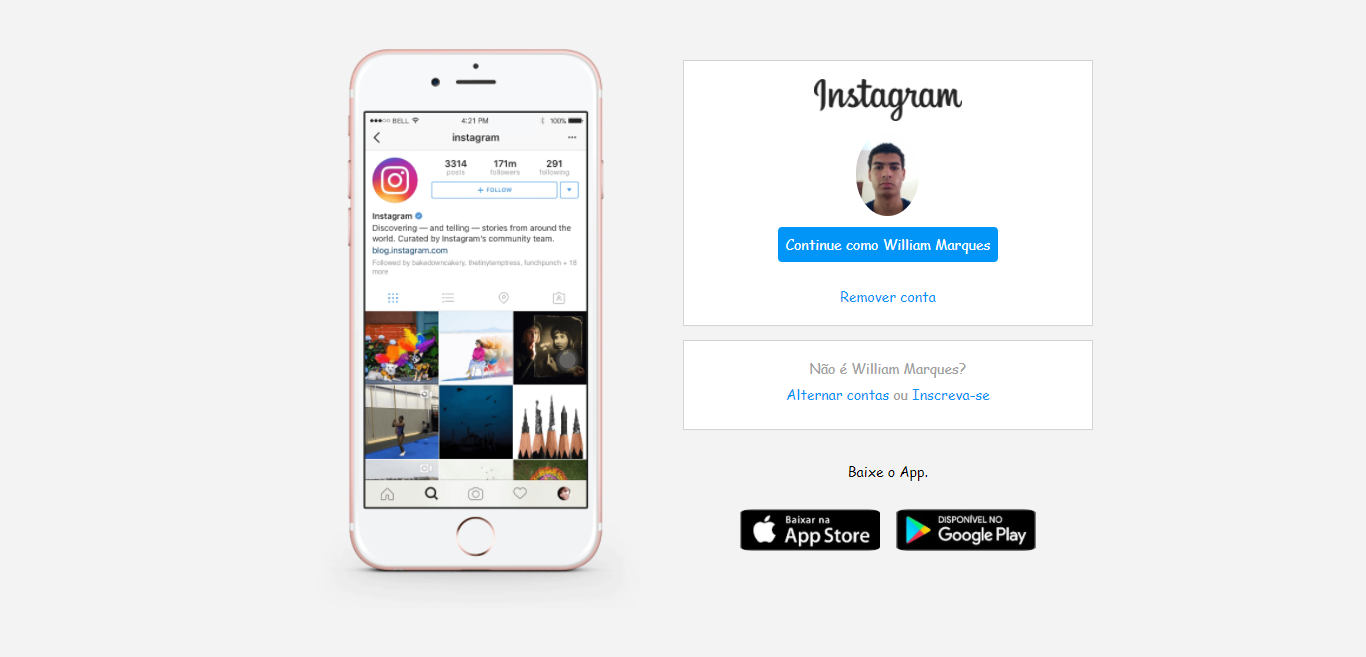 BELL 4:21 PM 100%
instagram
3314 171m 291
posts followers following
+ FOLLOW
Instagram
Discovering — and telling — stories from around the
world. Curated by Instagram's community team.
blog.instagram.com
Followed by bakedowncakery, thetinytemptress, funchpunch + 18
more
Instagram
Continue como William Marques
Remover conta
Não é William Marques?
Alternar contas ou Inscreva-se
Baixe o App.
Baixar na
App Store
DISPONÍVEL NO
Google Play